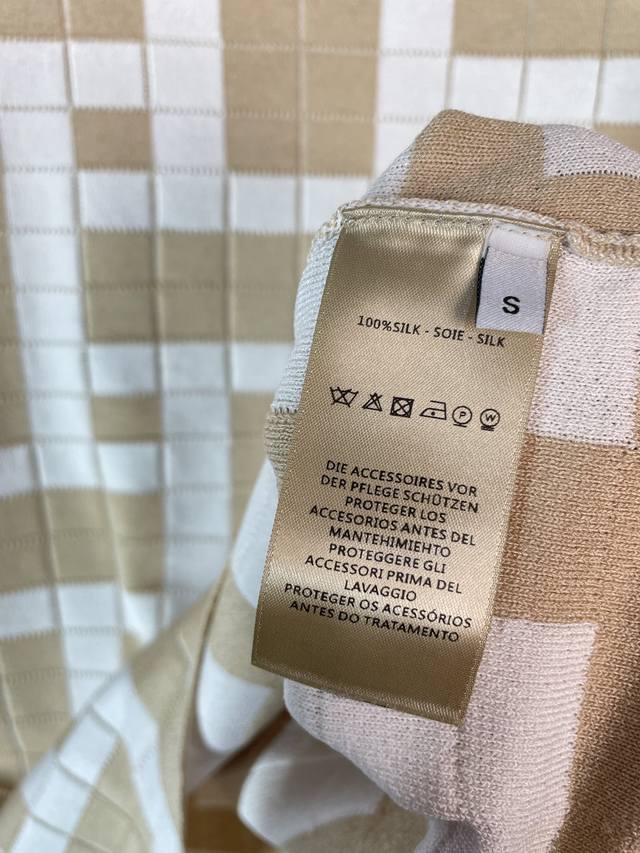 S
100%SILK - SOIE - SILK
P
W
DIE ACCESSOIRES VOR
DER PFLEGE SCHÜTZEN
PROTEGER LOS
ACCESORIOS ANTES DEL
MANTEHIMIEHTO
PROTEGGERE GLI
ACCESSORI PRIMA DEL
LAVAGGIO
PROTEGER OS ACESSÓRIOS
ANTES DO TRATAMENTO